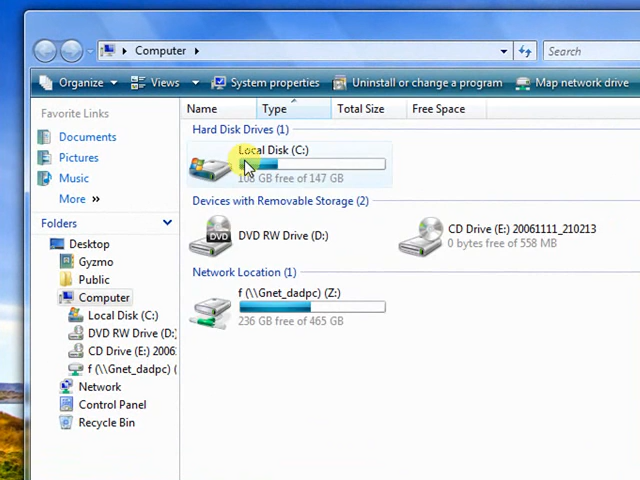 Computer
Search
Organize Views System properties Uninstall or change a program Map network drive
Favorite Links
Documents
Pictures
Music
More »
Folders
Desktop
Gyzmo
Public
Computer
Local Disk (C:)
DVD RW Drive (D:)
CD Drive (E:) 2006
f (\\Gnet_dadpc) (
Network
Control Panel
Recycle Bin
Name Type Total Size Free Space
Hard Disk Drives (1)
Local Disk (C:)
GB free of 147 GB
Devices with Removable Storage (2)
DVD RW Drive (D:)
CD Drive (E:) 20061111_210213
0 bytes free of 558 MB
Network Location (1)
f (\\Gnet_dadpc) (Z:)
236 GB free of 465 GB